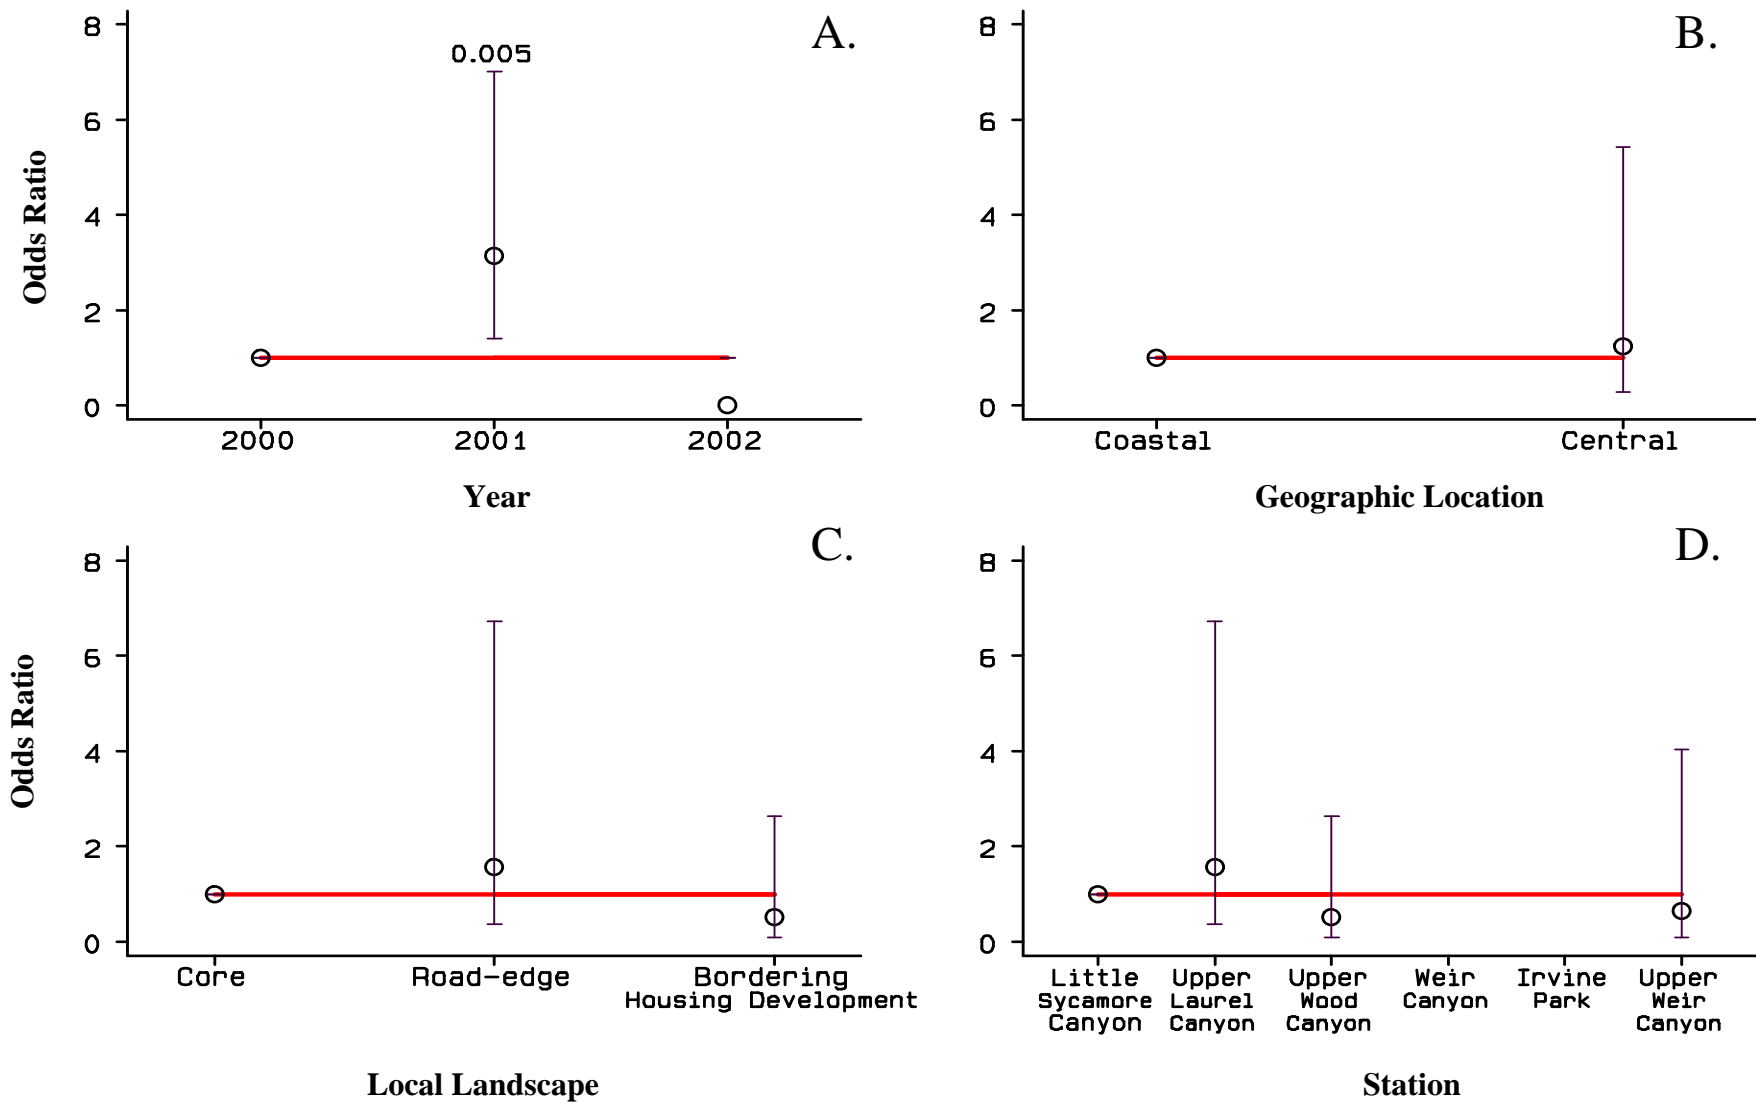 A.
8
6
4
2
0
Odds Ratio
0.005
2000 2001 2002
Year
B.
8
6
4
2
0
Coastal Central
Geographic Location
C.
8
6
4
2
0
Odds Ratio
Core Road-edge Bordering
Housing Development
Local Landscape
D.
8
6
4
2
0
Little Upper Upper Weir Irvine Upper
Sycamore Laurel Wood Canyon Park Weir
Canyon Canyon Canyon Canyon
Station